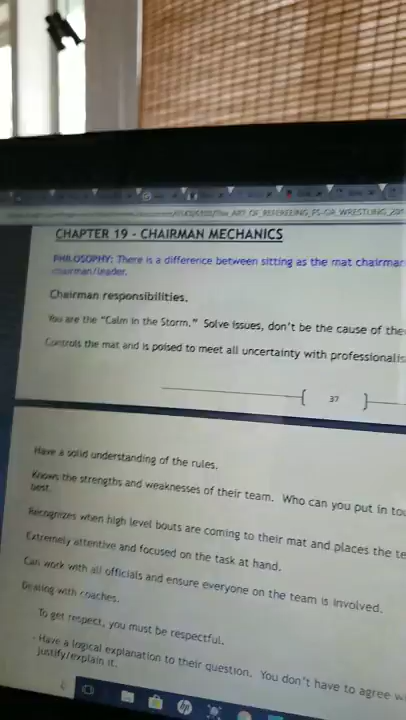 ART_OF_REFEREEING_FS-GR_WRESTLING_201
CHAPTER 19 - CHAIRMAN MECHANICS
PHILOSOPHY: There is a difference between sitting as the mat chairmar
chairman/leader.
Chairman responsibilities.
You are the "Calm in the Storm." Solve issues, don't be the cause of the
Controls the mat and is poised to meet all uncertainty with professionalis
37
Have a solid understanding of the rules.
Knows the strengths and weaknesses of their team. Who can you put in tou
best.
Recognizes when high level bouts are coming to their mat and places the te
Extremely attentive and focused on the task at hand.
Can work with all officials and ensure everyone on the team is involved.
Dealing with coaches.
To get respect, you must be respectful.
- Have a logical explanation to their question. You don't have to agree w
justify/explain it.
hp